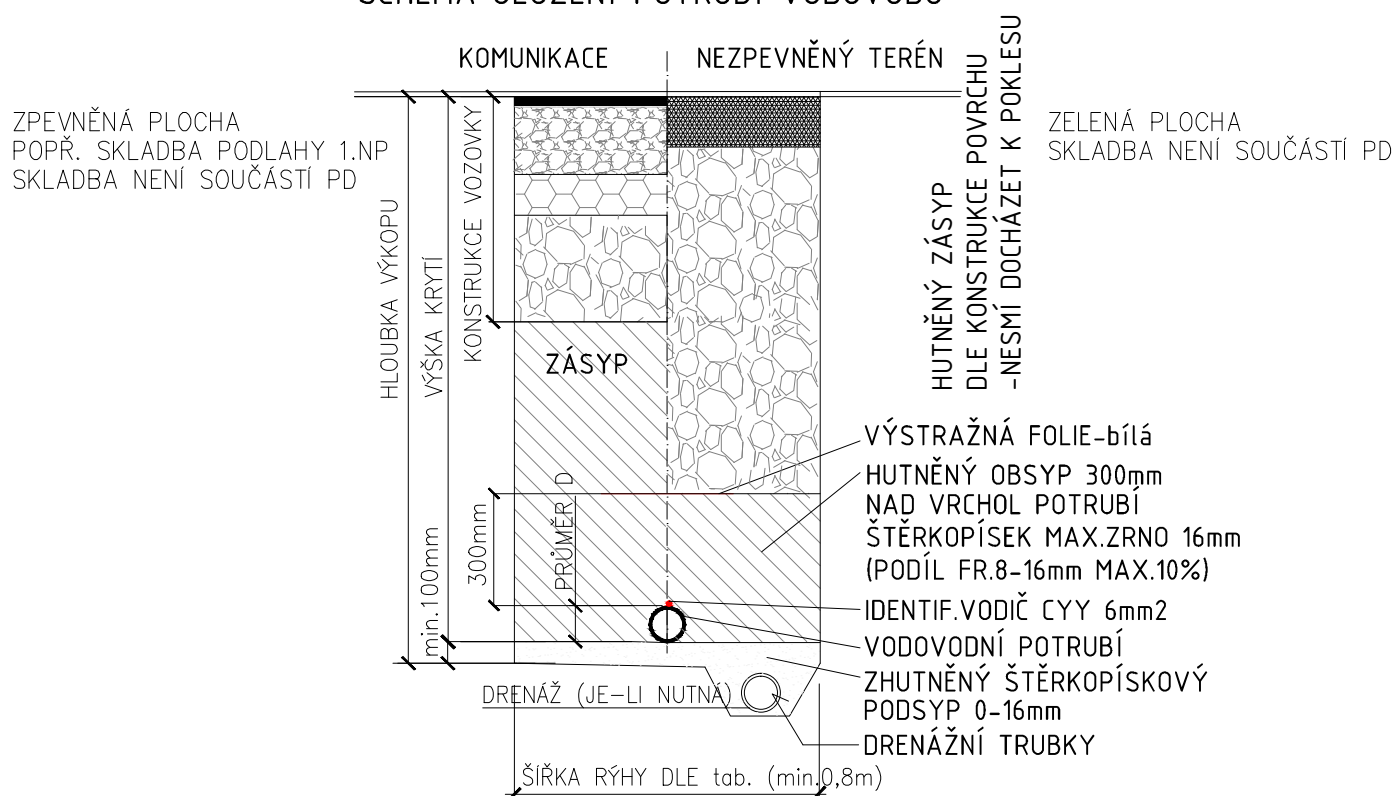 SCHÉMA ULOŽENÍ POTRUBÍ VODOVODU
KOMUNIKACE
NEZPEVNĚNÝ TERÉN
ZPEVNĚNÁ PLOCHA
POPŘ. SKLADBA PODLAHY 1.NP
SKLADBA NENÍ SOUČÁSTÍ PD
ZELENÁ PLOCHA
SKLADBA NENÍ SOUČÁSTÍ PD
HLOUBKA VÝKOPU
VÝŠKA KRYTÍ
KONSTRUKCE VOZOVKY
ZÁSYP
HUTNĚNÝ ZÁSYP
DLE KONSTRUKCE POVRCHU
-NESMÍ DOCHÁZET K POKLESU
VÝSTRAŽNÁ FOLIE-bílá
HUTNĚNÝ OBSYP 300mm
NAD VRCHOL POTRUBÍ
ŠTĚRKOPÍSEK MAX.ZRNO 16mm
(PODÍL FR.8-16mm MAX.10%)
IDENTIF.VODIČ CYY 6mm2
VODOVODNÍ POTRUBÍ
ZHUTNĚNÝ ŠTĚRKOPÍSKOVÝ
PODSYP 0-16mm
DRENÁŽNÍ TRUBKY
min.100mm
300mm
PRŮMĚR D
DRENÁŽ (JE-LI NUTNÁ)
ŠÍŘKA RÝHY DLE tab. (min.0,8m)